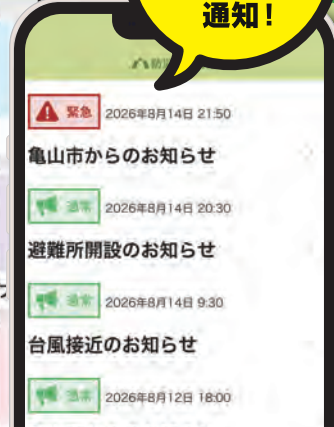 通知！
防災
緊急 2026年8月14日 21:50
亀山市からのお知らせ
通常 2026年8月14日 20:30
避難所開設のお知らせ
通常 2026年8月14日 9:30
台風接近のお知らせ
通常 2026年8月12日 18:00